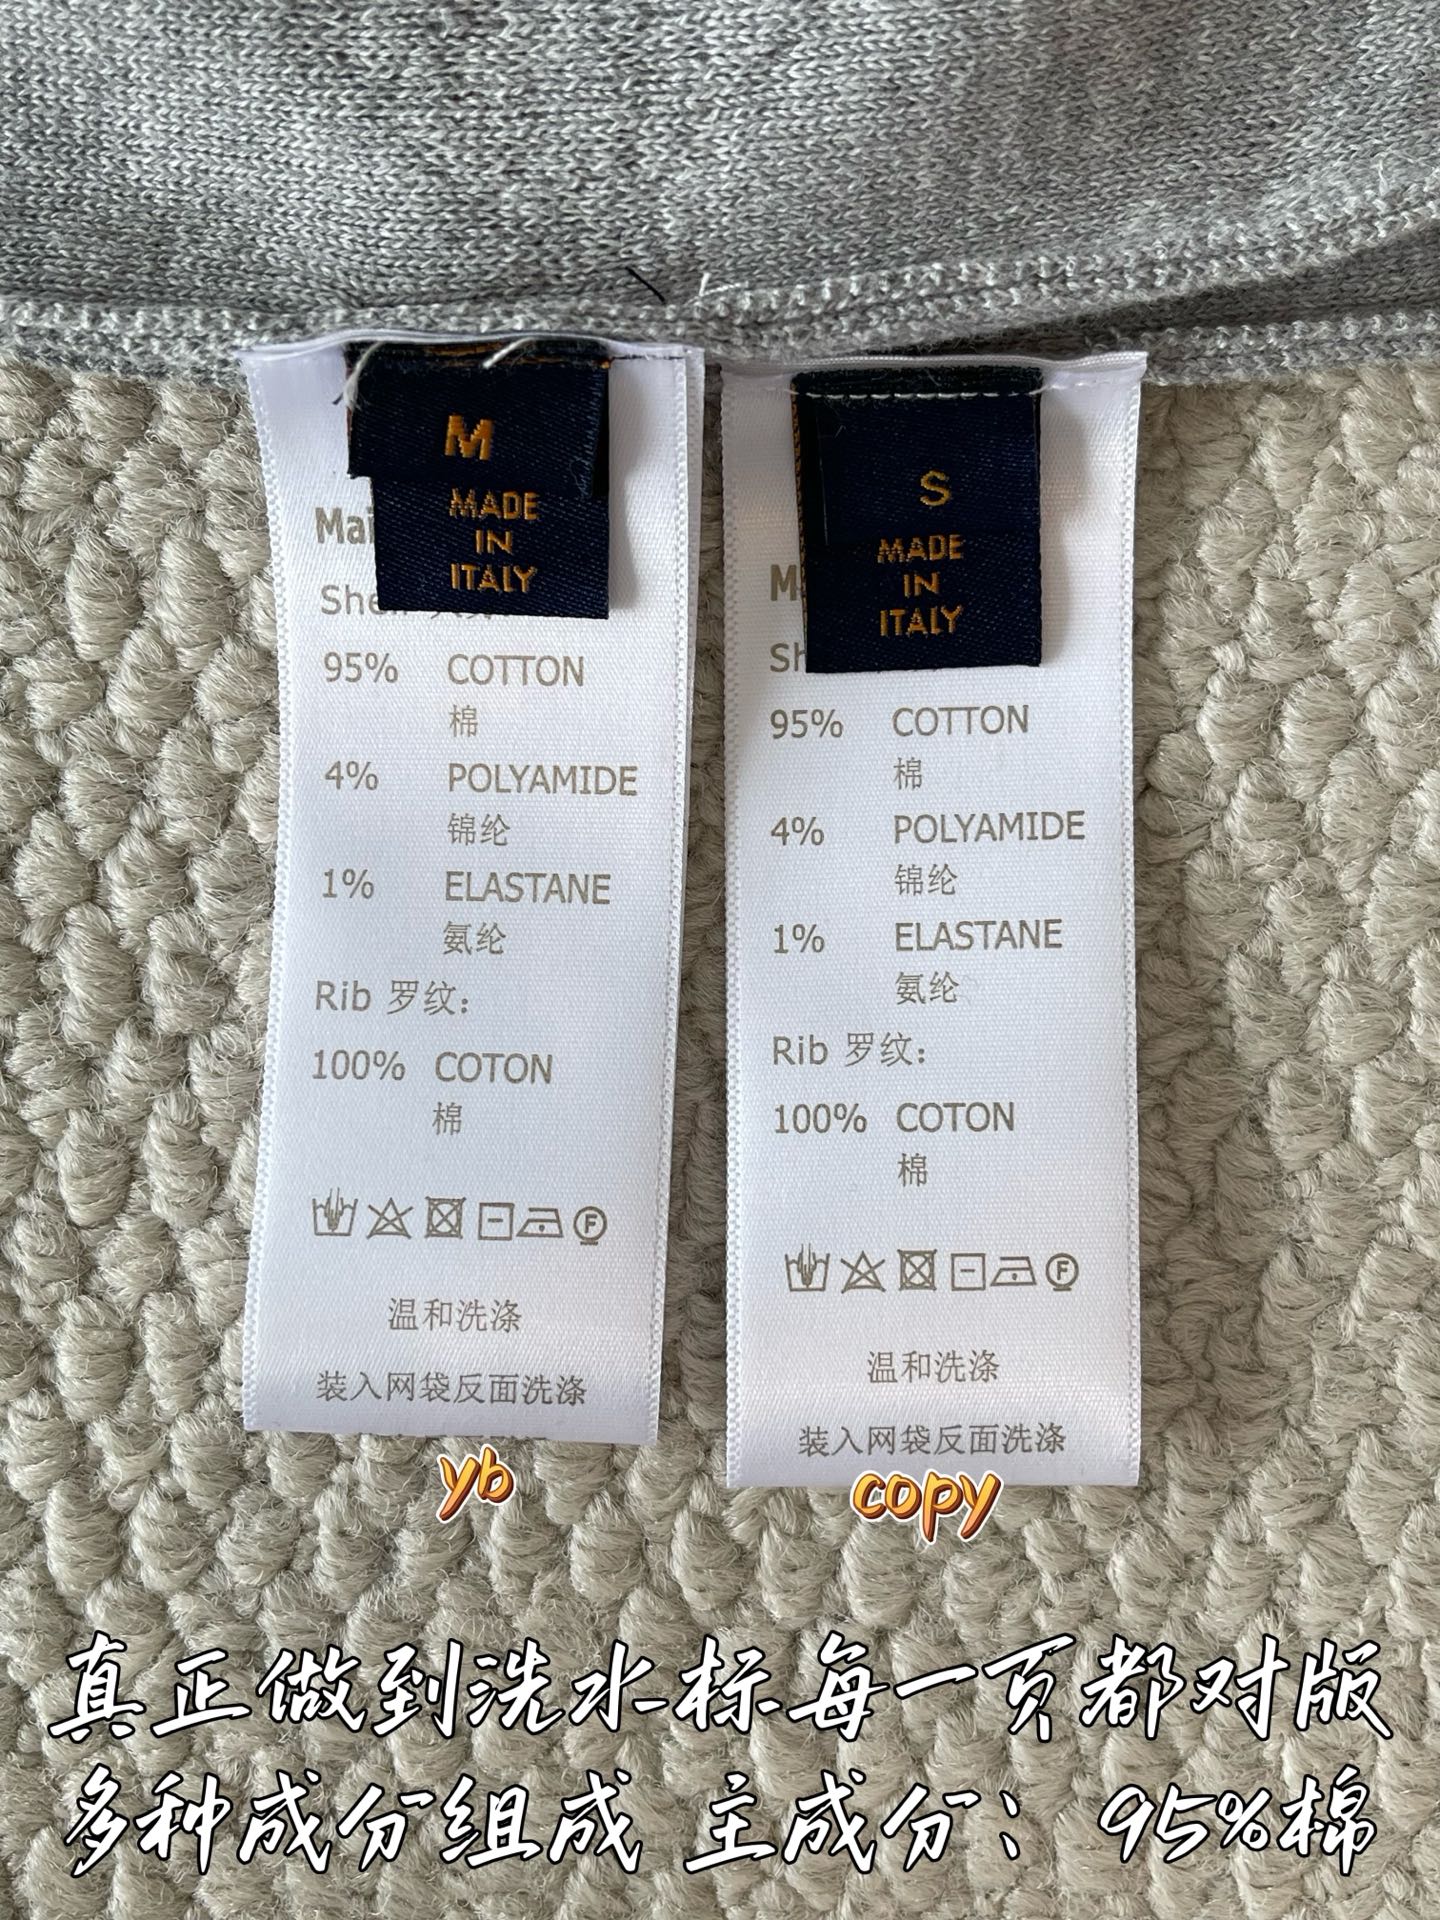 M
MADE
IN
ITALY
95% COTTON
棉
4% POLYAMIDE
锦纶
1% ELASTANE
氨纶
Rib 罗纹：
100% COTON
棉
F
温和洗涤
装入网袋反面洗涤
yb
S
MADE
IN
ITALY
95% COTTON
棉
4% POLYAMIDE
锦纶
1% ELASTANE
氨纶
Rib 罗纹：
100% COTON
棉
F
温和洗涤
装入网袋反面洗涤
copy
真正做到洗水标每一页都对版
多种成分组成 主成分：95%棉